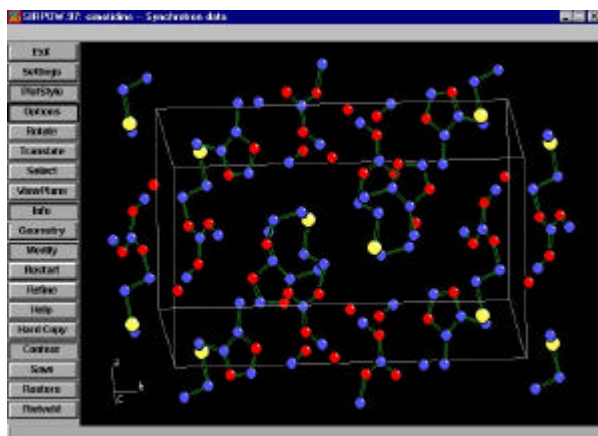 SIRPOW.97: cimetidine -- Synchrotron data
Exit
Settings
PlotStyle
Options
Rotate
Translate
Select
ViewPlane
Info
Geometry
Modify
Restart
Refine
Help
Hard Copy
Contour
Save
Restore
Rietveld
a
b
C